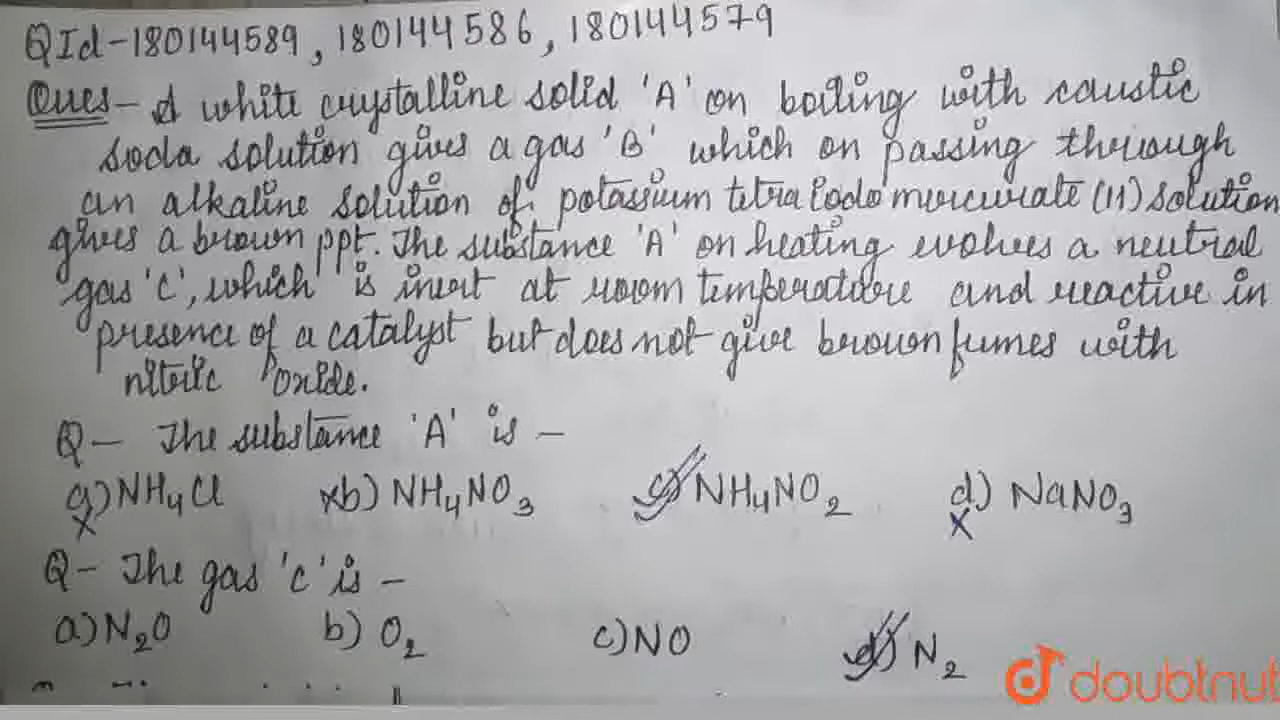 QId-180144589, 180144586, 180144579
Ques - A white crystalline solid 'A' on boiling with caustic
soda solution gives a gas 'B' which on passing through
an alkaline solution of potassium tetra iodo mercurate (II) solution
gives a brown ppt. The substance 'A' on heating evolves a neutral
gas 'C', which is inert at room temperature and reactive in
presence of a catalyst but does not give brown fumes with
nitric oxide.
Q- The substance 'A' is -
a) NH4Cl xb) NH4NO3 c) NH4NO2 d) NaNO3
x x
Q- The gas 'C' is -
a) N2O b) O2 c) NO d) N2
doubtnut